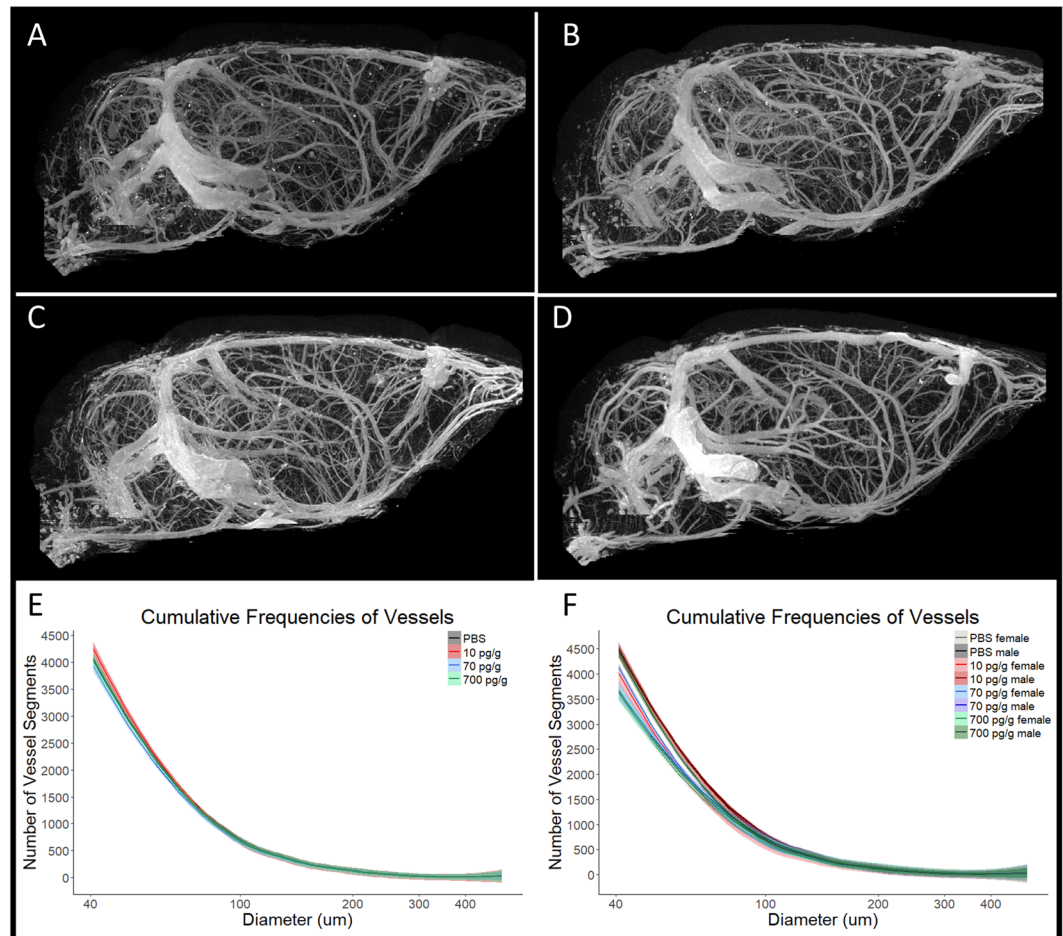 A
B
C
D
E
Cumulative Frequencies of Vessels
Number of Vessel Segments
4500
4000
3500
3000
2500
2000
1500
1000
500
0
40
100
200
300
400
Diameter (um)
PBS
10 pg/g
70 pg/g
700 pg/g
F
Cumulative Frequencies of Vessels
Number of Vessel Segments
4500
4000
3500
3000
2500
2000
1500
1000
500
0
40
100
200
300
400
Diameter (um)
PBS female
PBS male
10 pg/g female
10 pg/g male
70 pg/g female
70 pg/g male
700 pg/g female
700 pg/g male